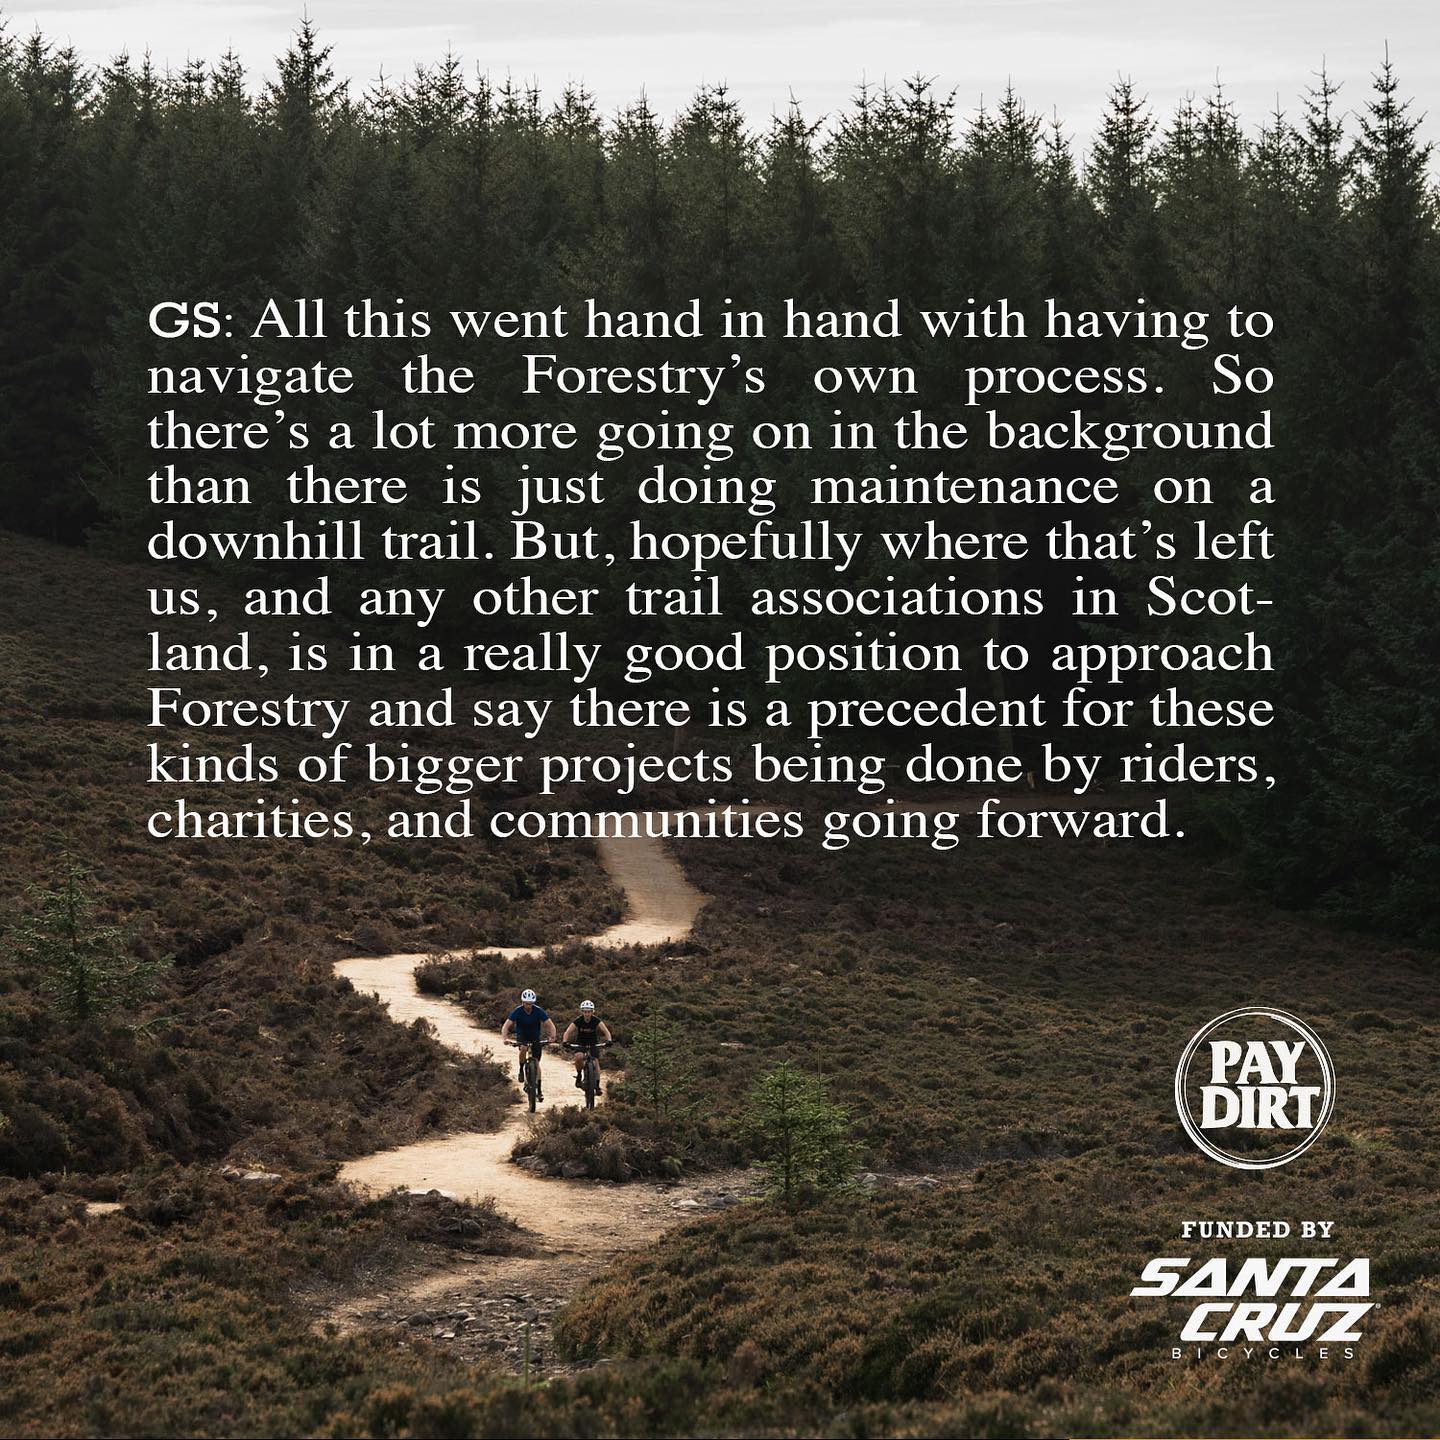 GS: All this went hand in hand with having to
navigate the Forestry’s own process. So
there’s a lot more going on in the background
than there is just doing maintenance on a
downhill trail. But, hopefully where that’s left
us, and any other trail associations in Scot-
land, is in a really good position to approach
Forestry and say there is a precedent for these
kinds of bigger projects being done by riders,
charities, and communities going forward.
PAY
DIRT
FUNDED BY
SANTA
CRUZ®
BICYCLES